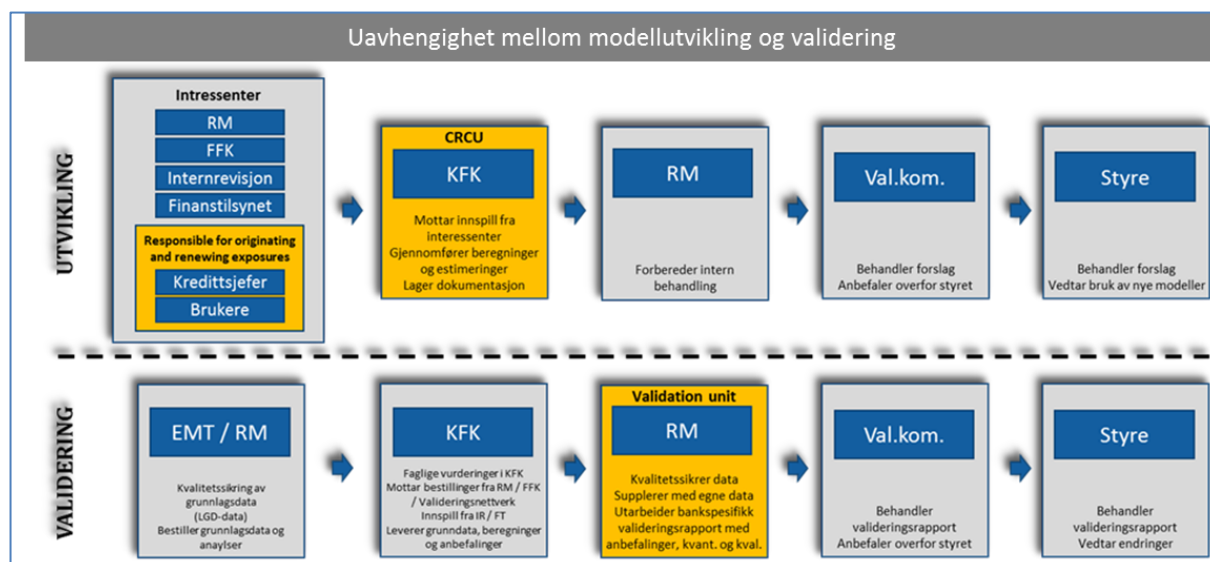 Uavhengighet mellom modellutvikling og validering
UTVIKLING
Intressenter
RM
FFK
Internrevisjon
Finanstilsynet
Responsible for originating
and renewing exposures
Kredittsjefer
Brukere
CRCU
KFK
Mottar innspill fra
interessenter
Gjennomfører beregninger
og estimeringer
Lager dokumentasjon
RM
Forbereder intern
behandling
Val.kom.
Behandler forslag
Anbefaler overfor styret
Styre
Behandler forslag
Vedtar bruk av nye modeller
VALIDERING
EMT / RM
Kvalitetssikring av
grunnlagsdata
(LGD-data)
Bestiller grunnlagsdata og
anaylser
KFK
Faglige vurderinger i KFK
Mottar bestillinger fra RM / FFK
/ Valideringsnettverk
Innspill fra IR / FT
Leverer grunndata, beregninger
og anbefalinger
Validation unit
RM
Kvalitetssikrer data
Supplerer med egne data
Utarbeider bankspesifikk
valideringsrapport med
anbefalinger, kvant. og kval.
Val.kom.
Behandler
valideringsrapport
Anbefaler overfor styret
Styre
Behandler
valideringsrapport
Vedtar endringer